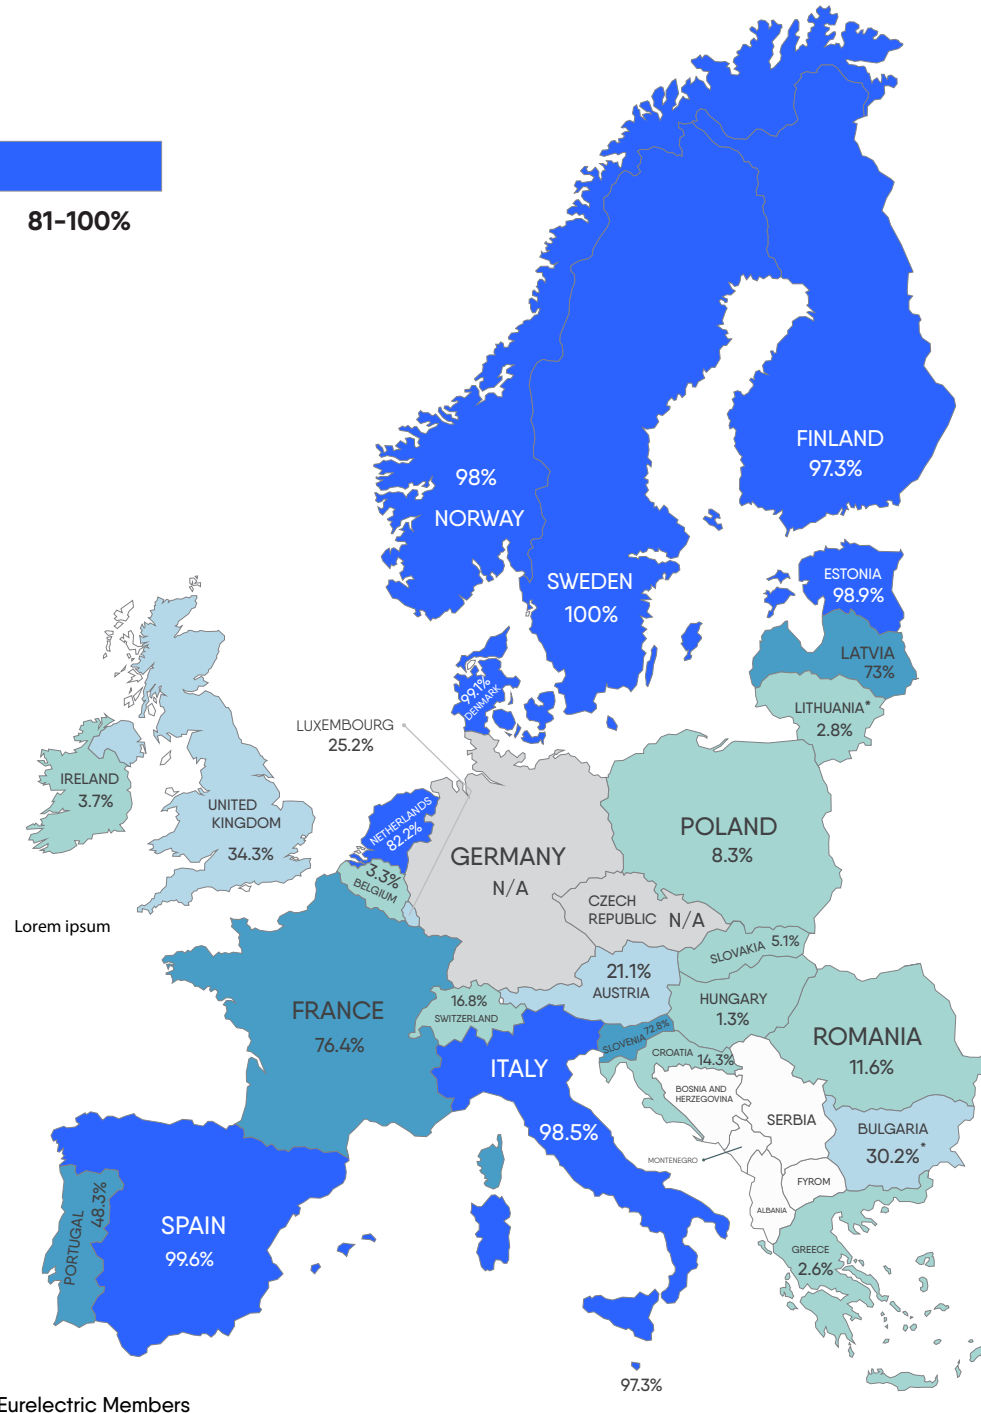 81-100%
FINLAND
97.3%
98%
NORWAY
SWEDEN
100%
ESTONIA
98.9%
LATVIA
73%
99.1%
DENMARK
LITHUANIA*
2.8%
LUXEMBOURG
25.2%
IRELAND
3.7%
UNITED
KINGDOM
34.3%
NETHERLANDS
82.2%
POLAND
8.3%
GERMANY
N/A
3.3%
BELGIUM
CZECH
REPUBLIC N/A
Lorem ipsum
SLOVAKIA 5.1%
21.1%
AUSTRIA
16.8%
SWITZERLAND
HUNGARY
1.3%
FRANCE
76.4%
SLOVENIA 72.8%
ROMANIA
11.6%
CROATIA 14.3%
ITALY
98.5%
BOSNIA AND
HERZEGOVINA
SERBIA
BULGARIA
30.2%*
MONTENEGRO
FYROM
ALBANIA
PORTUGAL
48.3%
SPAIN
99.6%
GREECE
2.6%
97.3%
Eurelectric Members